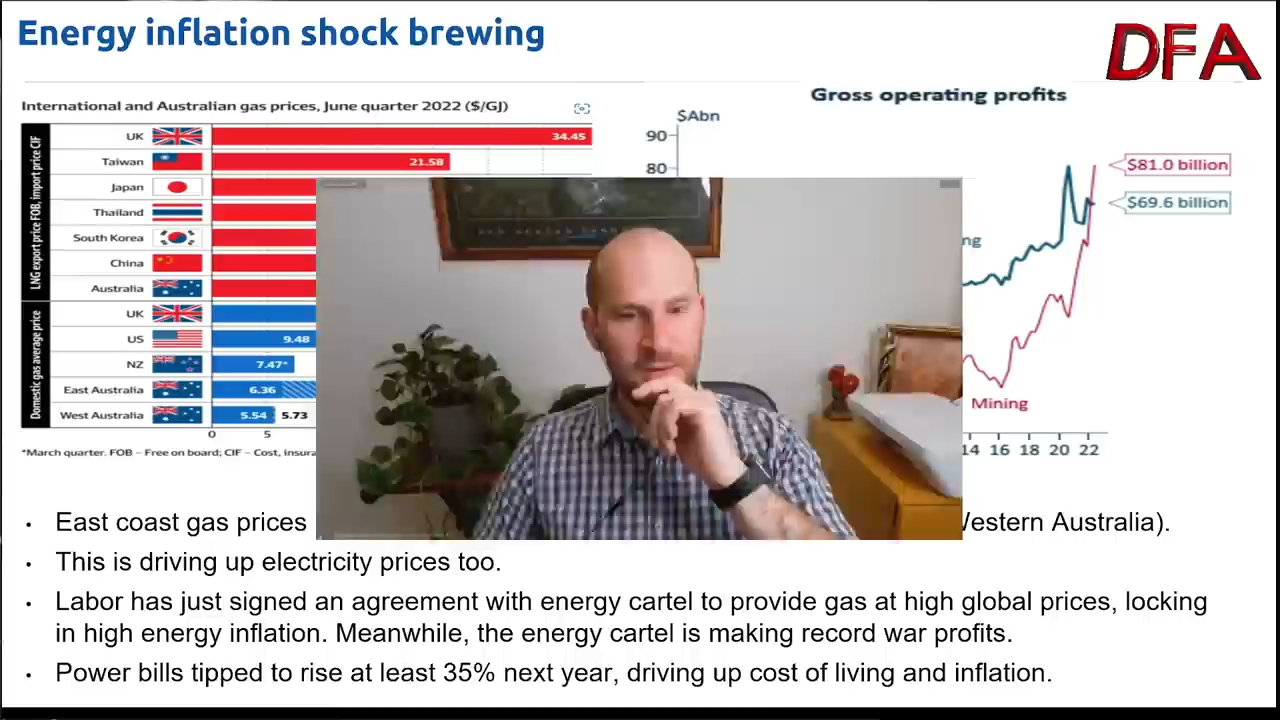 Energy inflation shock brewing
DFA
International and Australian gas prices, June quarter 2022 ($/GJ)
LNG export price FOB, import price CIF
UK 34.45
Taiwan 21.58
Japan
Thailand
South Korea
China
Australia
Domestic gas average price
UK
US 9.48
NZ 7.47*
East Australia 6.36
West Australia 5.54 5.73
0 5
*March quarter. FOB – Free on board; CIF – Cost,
Gross operating profits
$Abn
90
80
$81.0 billion
$69.6 billion
Mining
14 16 18 20 22
• East coast gas prices Western Australia).
• This is driving up electricity prices too.
• Labor has just signed an agreement with energy cartel to provide gas at high global prices, locking
in high energy inflation. Meanwhile, the energy cartel is making record war profits.
• Power bills tipped to rise at least 35% next year, driving up cost of living and inflation.